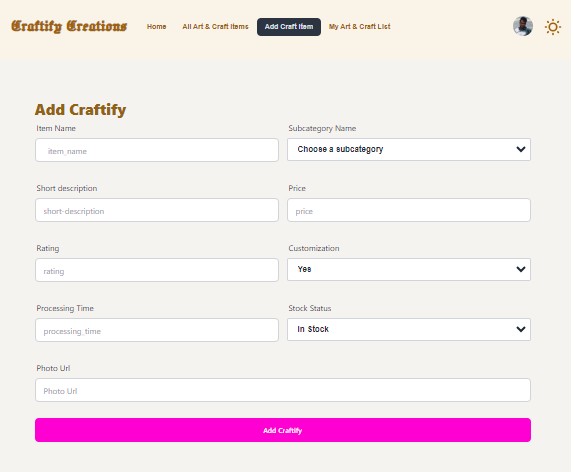 Craftify Creations
Home All Art & Craft items Add Craft Item My Art & Craft List
Add Craftify
Item Name Subcategory Name
item_name Choose a subcategory
Short description Price
short-description price
Rating Customization
rating Yes
Processing Time Stock Status
processing_time In Stock
Photo Url
Photo Url
Add Craftify